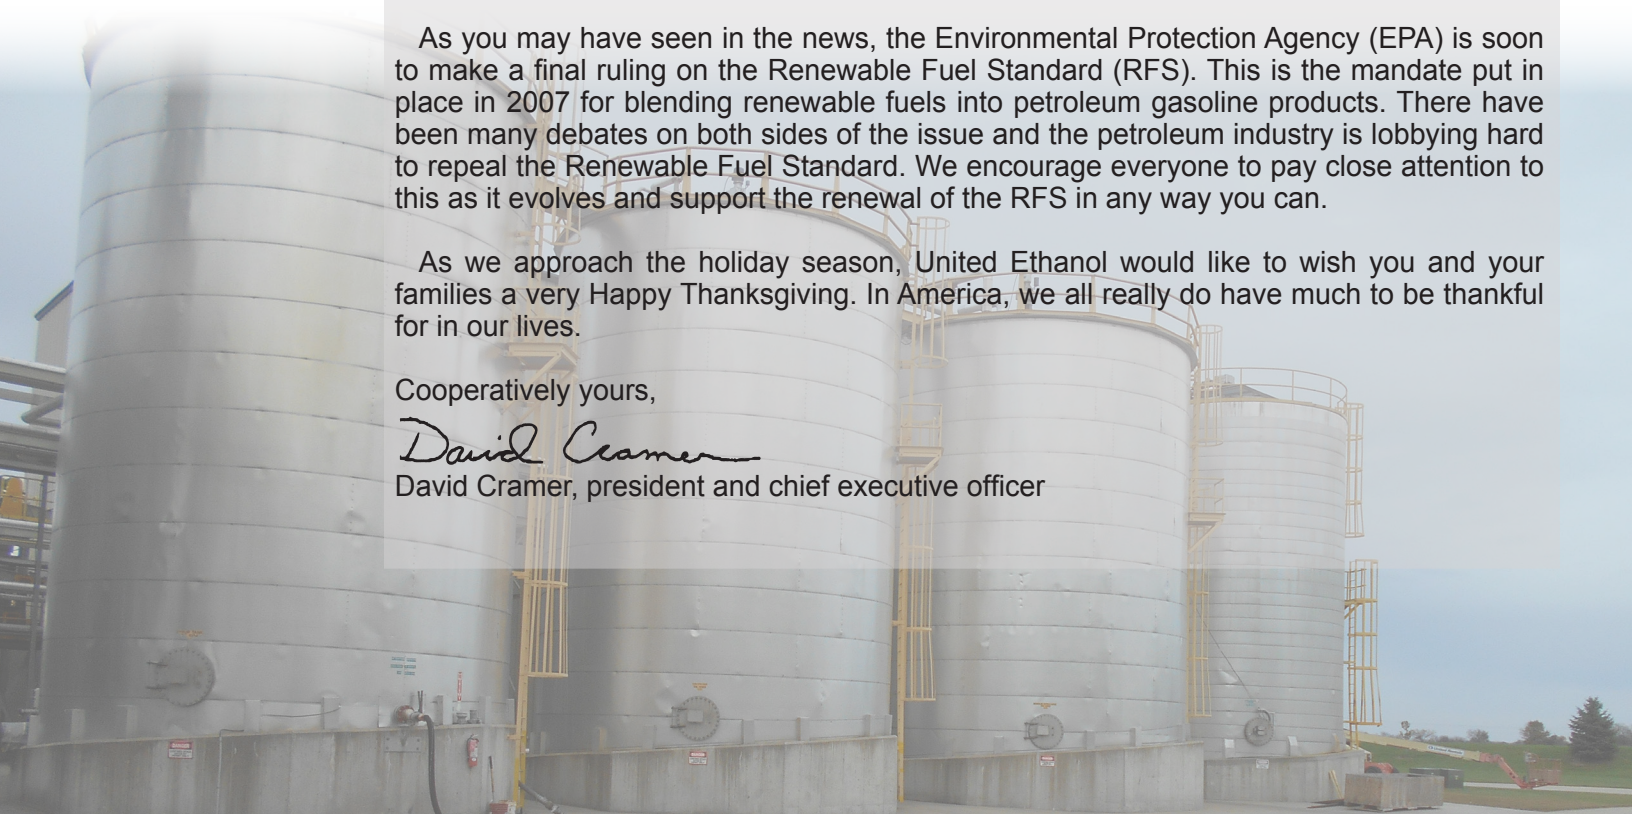 As you may have seen in the news, the Environmental Protection Agency (EPA) is soon
to make a final ruling on the Renewable Fuel Standard (RFS). This is the mandate put in
place in 2007 for blending renewable fuels into petroleum gasoline products. There have
been many debates on both sides of the issue and the petroleum industry is lobbying hard
to repeal the Renewable Fuel Standard. We encourage everyone to pay close attention to
this as it evolves and support the renewal of the RFS in any way you can.
As we approach the holiday season, United Ethanol would like to wish you and your
families a very Happy Thanksgiving. In America, we all really do have much to be thankful
for in our lives.
Cooperatively yours,
David Cramer
David Cramer, president and chief executive officer